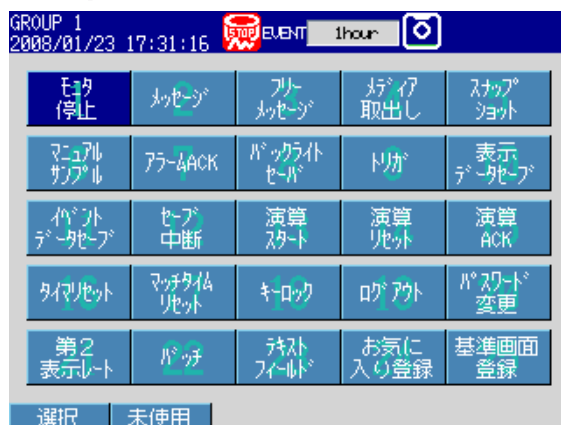 GROUP 1
2008/01/23 17:31:16 STOP EVENT 1hour
モニタ
停止
メッセージ
フリー
メッセージ
メディア
取出し
スナップ
ショット
マニュアル
サンプル
アラームACK
バックライト
セーバ
トリガ
表示
データセーブ
イベント
データセーブ
セーブ
中断
演算
スタート
演算
リセット
演算
ACK
タイマリセット
マッチタイム
リセット
キーロック
ログアウト
パスワード
変更
第2
表示レート
バッチ
テキスト
フィールド
お気に
入り登録
基準画面
登録
選択
未使用